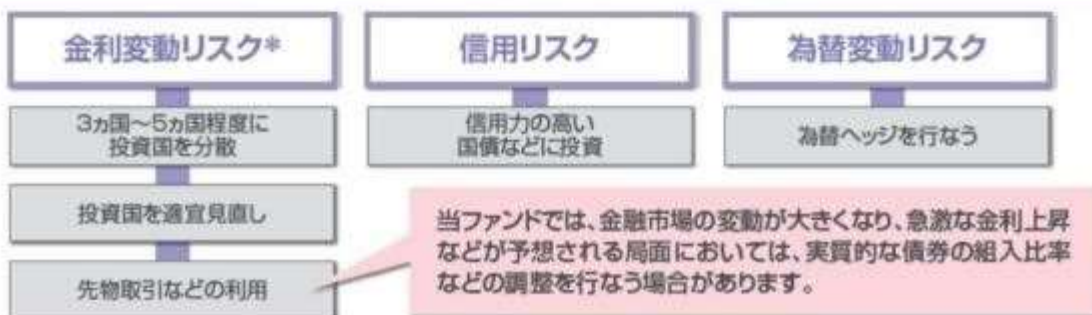 金利変動リスク*
信用リスク
為替変動リスク
3ヵ国～5ヵ国程度に
投資国を分散
信用力の高い
国債などに投資
為替ヘッジを行なう
投資国を適宜見直し
先物取引などの利用
当ファンドでは、金融市場の変動が大きくなり、急激な金利上昇
などが予想される局面においては、実質的な債券の組入比率
などの調整を行なう場合があります。